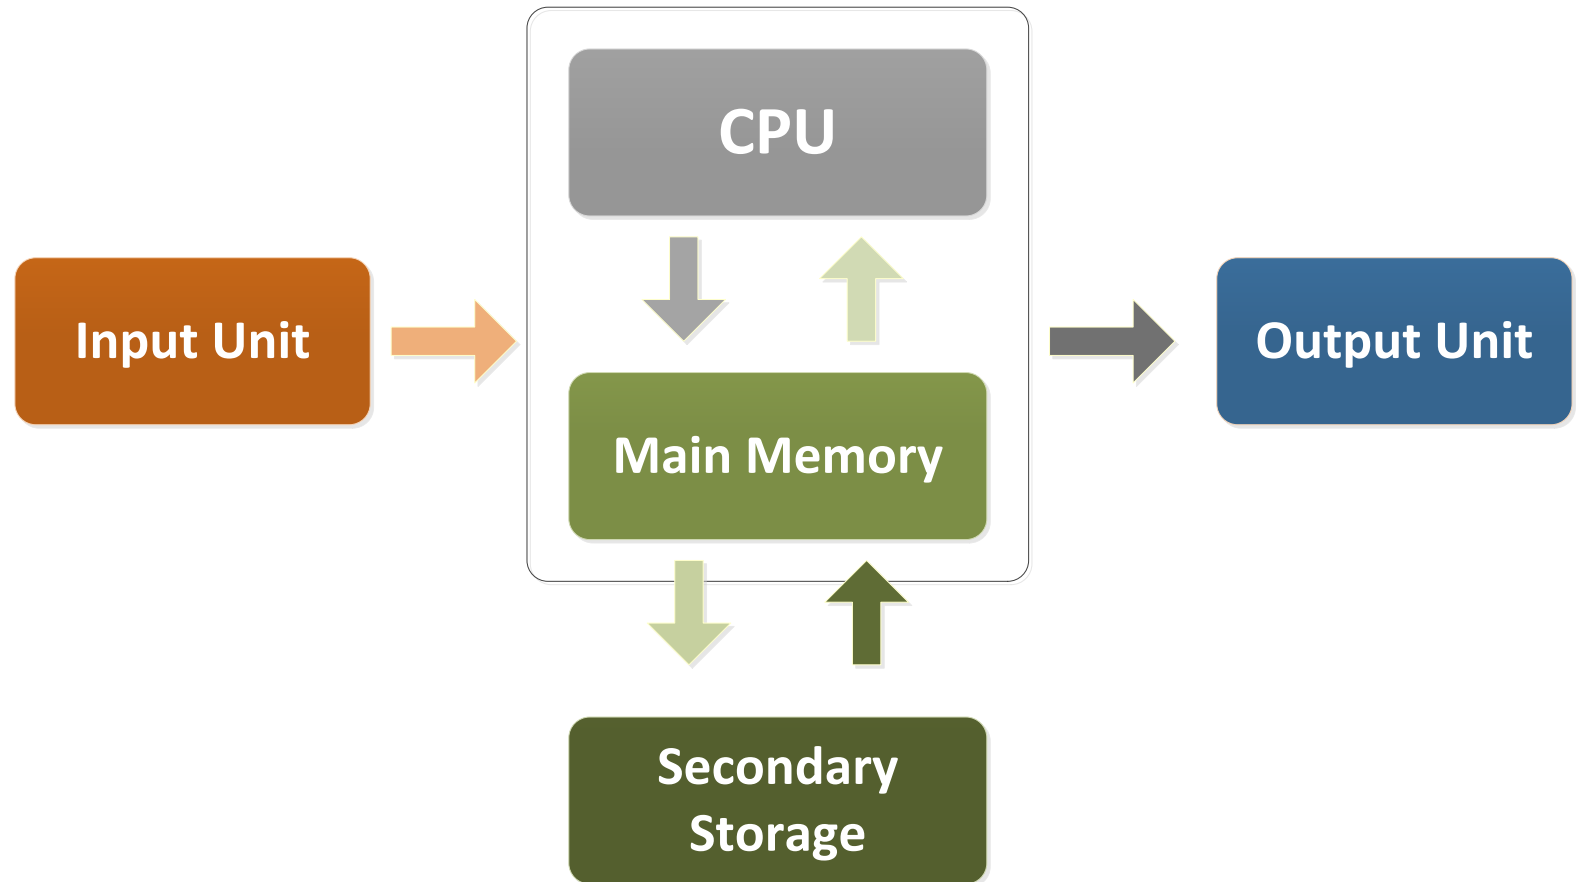 CPU
Input Unit
Output Unit
Main Memory
Secondary
Storage